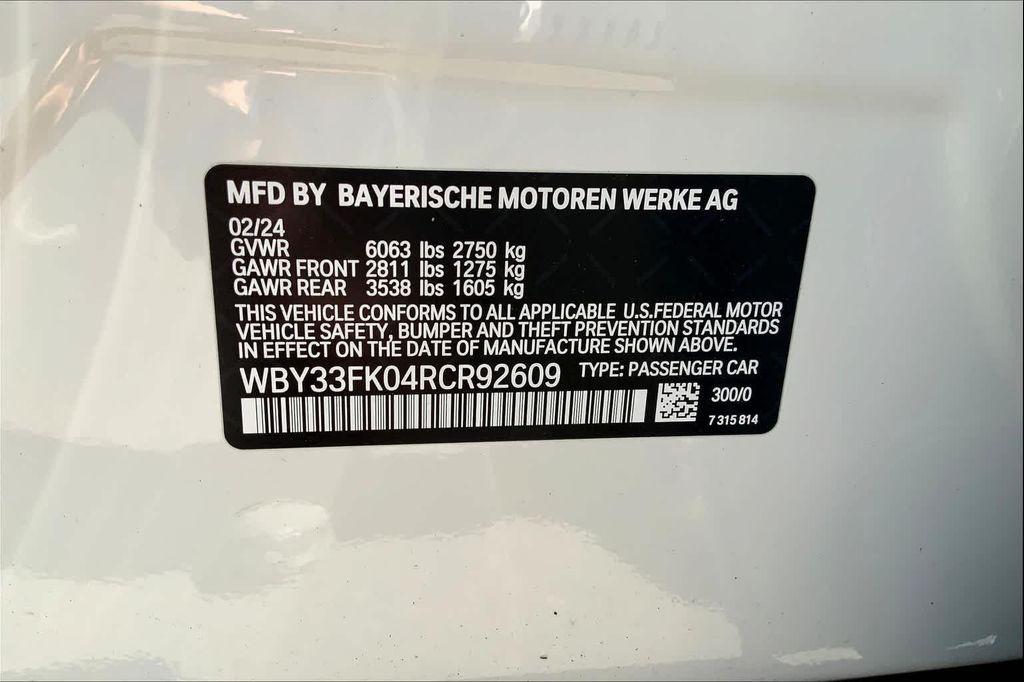 MFD BY BAYERISCHE MOTOREN WERKE AG
02/24
GVWR 6063 lbs 2750 kg
GAWR FRONT 2811 lbs 1275 kg
GAWR REAR 3538 lbs 1605 kg
THIS VEHICLE CONFORMS TO ALL APPLICABLE U.S.FEDERAL MOTOR
VEHICLE SAFETY, BUMPER AND THEFT PREVENTION STANDARDS
IN EFFECT ON THE DATE OF MANUFACTURE SHOWN ABOVE.
WBY33FK04RCR92609 TYPE: PASSENGER CAR
300/0
7 315 814